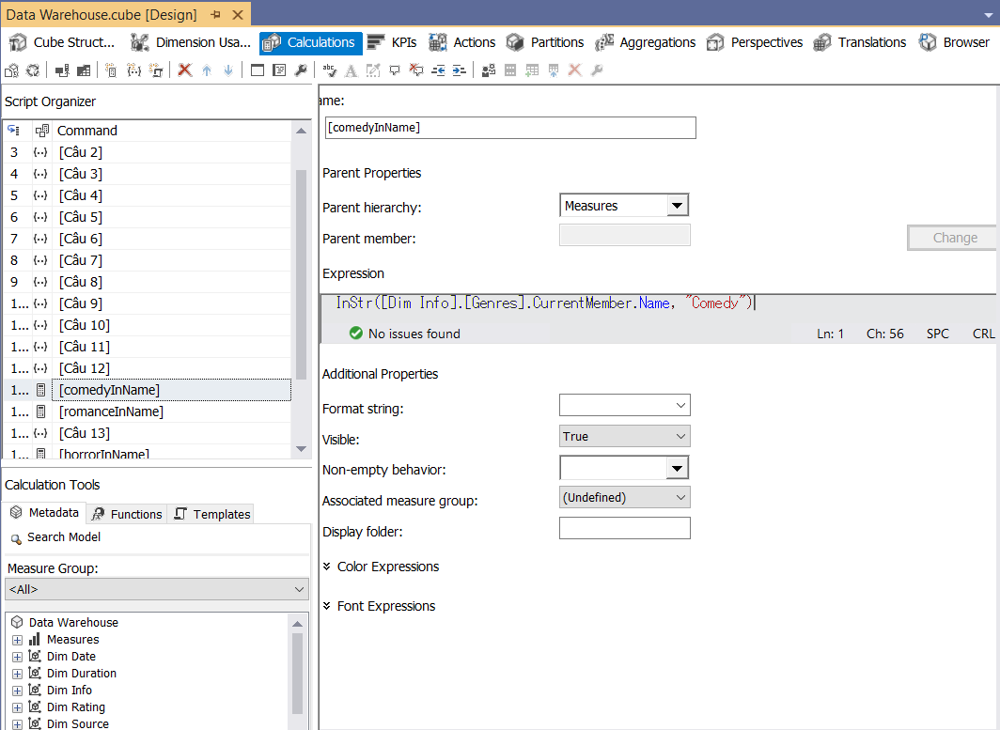 Data Warehouse.cube [Design]
Cube Struct... Dimension Usa... Calculations KPIs Actions Partitions Aggregations Perspectives Translations Browser
Script Organizer
Command
3 [Câu 2]
4 [Câu 3]
5 [Câu 4]
6 [Câu 5]
7 [Câu 6]
8 [Câu 7]
9 [Câu 8]
1... [Câu 9]
1... [Câu 10]
1... [Câu 11]
1... [Câu 12]
1... [comedyInName]
1... [romanceInName]
1... [Câu 13]
1... [horrorInName]
Calculation Tools
Metadata Functions Templates
Search Model
Measure Group:
<All>
Data Warehouse
Measures
Dim Date
Dim Duration
Dim Info
Dim Rating
Dim Source
ame:
[comedyInName]
Parent Properties
Parent hierarchy: Measures
Parent member: Change
Expression
InStr([Dim Info].[Genres].CurrentMember.Name, "Comedy")
No issues found Ln: 1 Ch: 56 SPC CRL
Additional Properties
Format string:
Visible: True
Non-empty behavior:
Associated measure group: (Undefined)
Display folder:
Color Expressions
Font Expressions